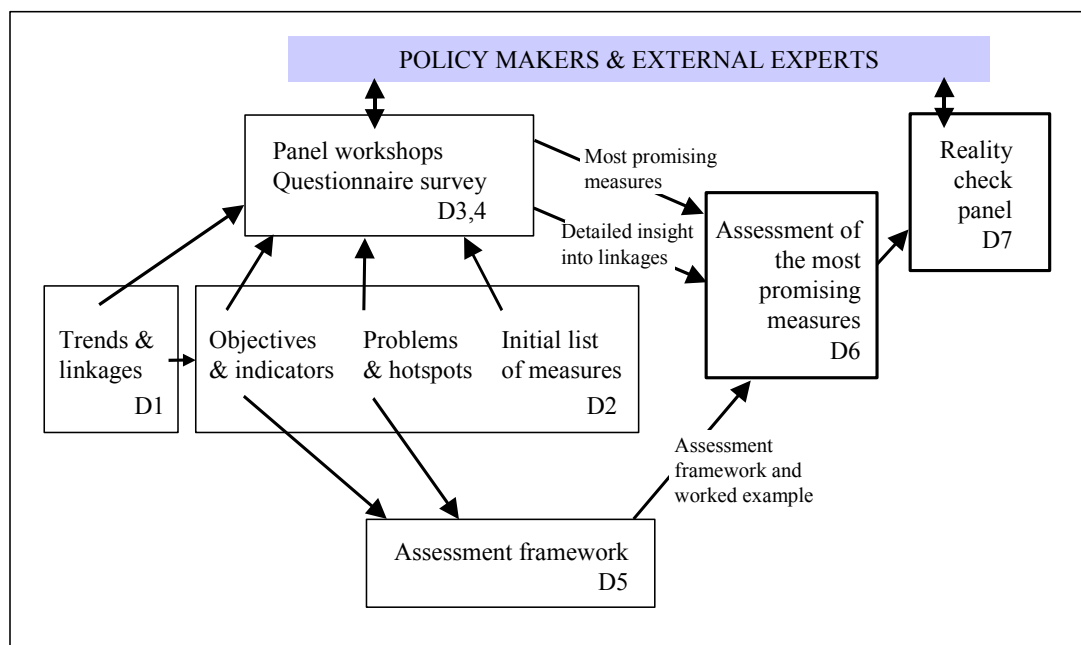 POLICY MAKERS & EXTERNAL EXPERTS
Panel workshops
Questionnaire survey
D3,4
Most promising
measures
Detailed insight
into linkages
Reality
check
panel
D7
Assessment of
the most
promising
measures
D6
Trends &
linkages
D1
Objectives
& indicators
Problems
& hotspots
Initial list
of measures
D2
Assessment
framework and
worked example
Assessment framework
D5